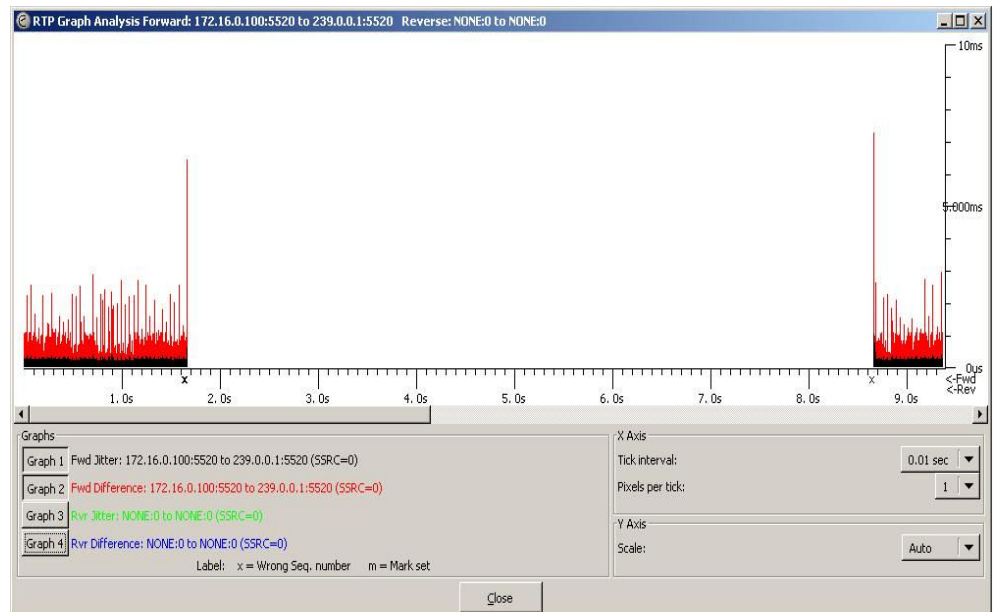 RTP Graph Analysis Forward: 172.16.0.100:5520 to 239.0.0.1:5520 Reverse: NONE:0 to NONE:0
10ms
5.000ms
0us
x
x
<-Fwd
<-Rev
1.0s 2.0s 3.0s 4.0s 5.0s 6.0s 7.0s 8.0s 9.0s
Graphs
Graph 1 Fwd Jitter: 172.16.0.100:5520 to 239.0.0.1:5520 (SSRC=0)
Graph 2 Fwd Difference: 172.16.0.100:5520 to 239.0.0.1:5520 (SSRC=0)
Graph 3 Rvr Jitter: NONE:0 to NONE:0 (SSRC=0)
Graph 4 Rvr Difference: NONE:0 to NONE:0 (SSRC=0)
Label: x = Wrong Seq. number m = Mark set
X Axis
Tick interval: 0.01 sec
Pixels per tick: 1
Y Axis
Scale: Auto
Close